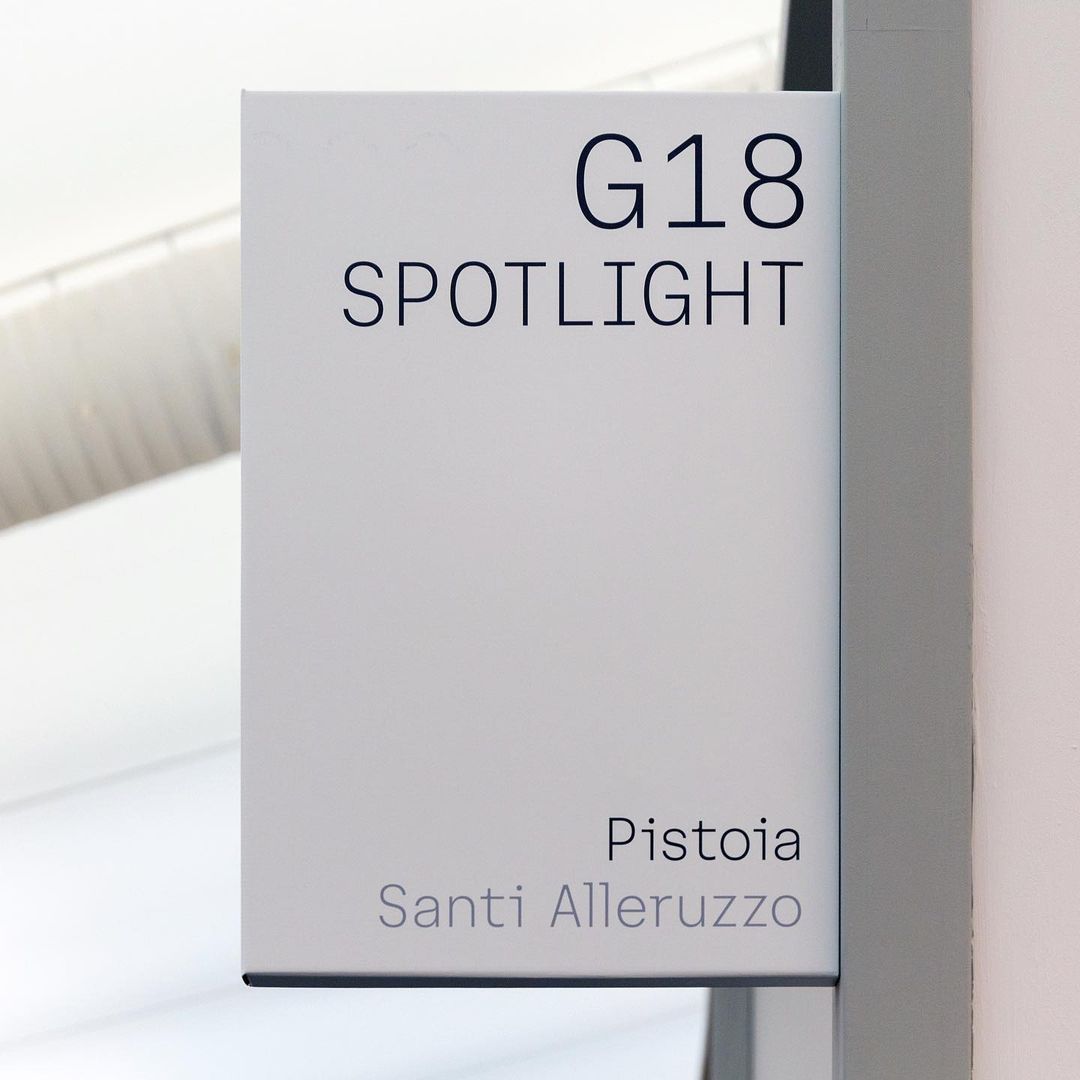 G18
SPOTLIGHT
Pistoia
Santi Alleruzzo